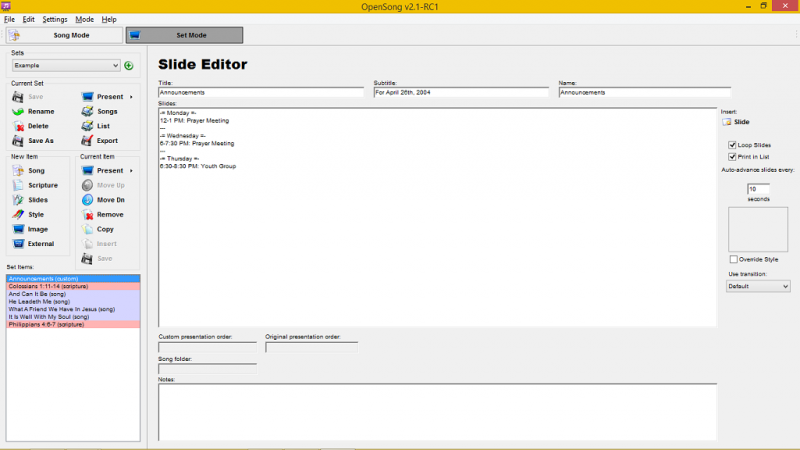 OpenSong v2.1-RC1
File Edit Settings Mode Help
Song Mode Set Mode
Sets
Example
Current Set
Save Present
Rename Songs
Delete List
Save As Export
New Item Current Item
Song Present
Scripture Move Up
Slides Move Dn
Style Remove
Image Copy
External Insert
Save
Set Items:
Announcements (custom)
Colossians 1:11-14 (scripture)
And Can It Be (song)
He Leadeth Me (song)
What A Friend We Have In Jesus (song)
It Is Well With My Soul (song)
Philippians 4:6-7 (scripture)
Slide Editor
Title: Subtitle: Name:
Announcements For April 26th, 2004 Announcements
Slides:
-= Monday =-
12-1 PM: Prayer Meeting
---
-= Wednesday =-
6-7:30 PM: Prayer Meeting
---
-= Thursday =-
6:30-8:30 PM: Youth Group
Custom presentation order: Original presentation order:
Song folder:
Notes:
Insert:
Slide
Loop Slides
Print in List
Auto-advance slides every:
10
seconds
Override Style
Use transition:
Default